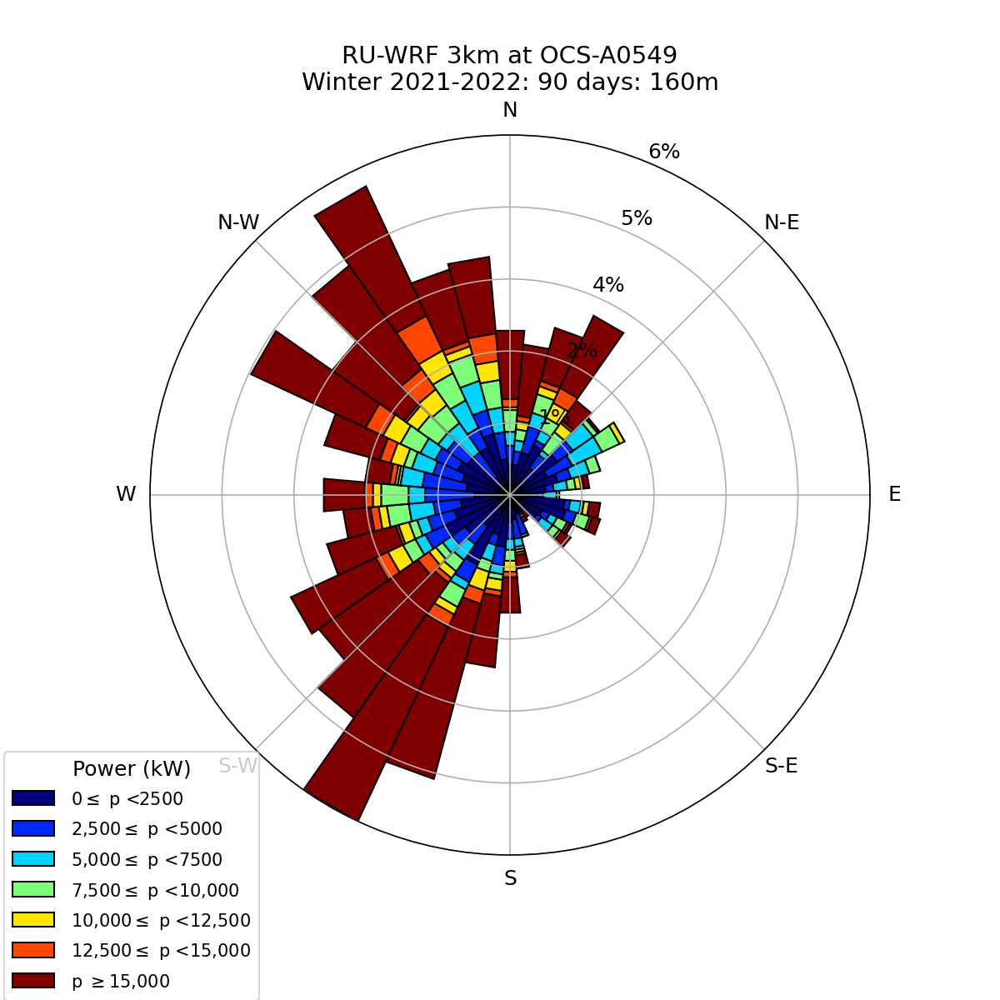 RU-WRF 3km at OCS-A0549
Winter 2021-2022: 90 days: 160m
N
6%
N-W
5%
N-E
4%
2%
1%
W
E
S-W
S-E
S
Power (kW)
0≤ p <2500
2,500≤ p <5000
5,000≤ p <7500
7,500≤ p <10,000
10,000≤ p <12,500
12,500≤ p <15,000
p ≥15,000